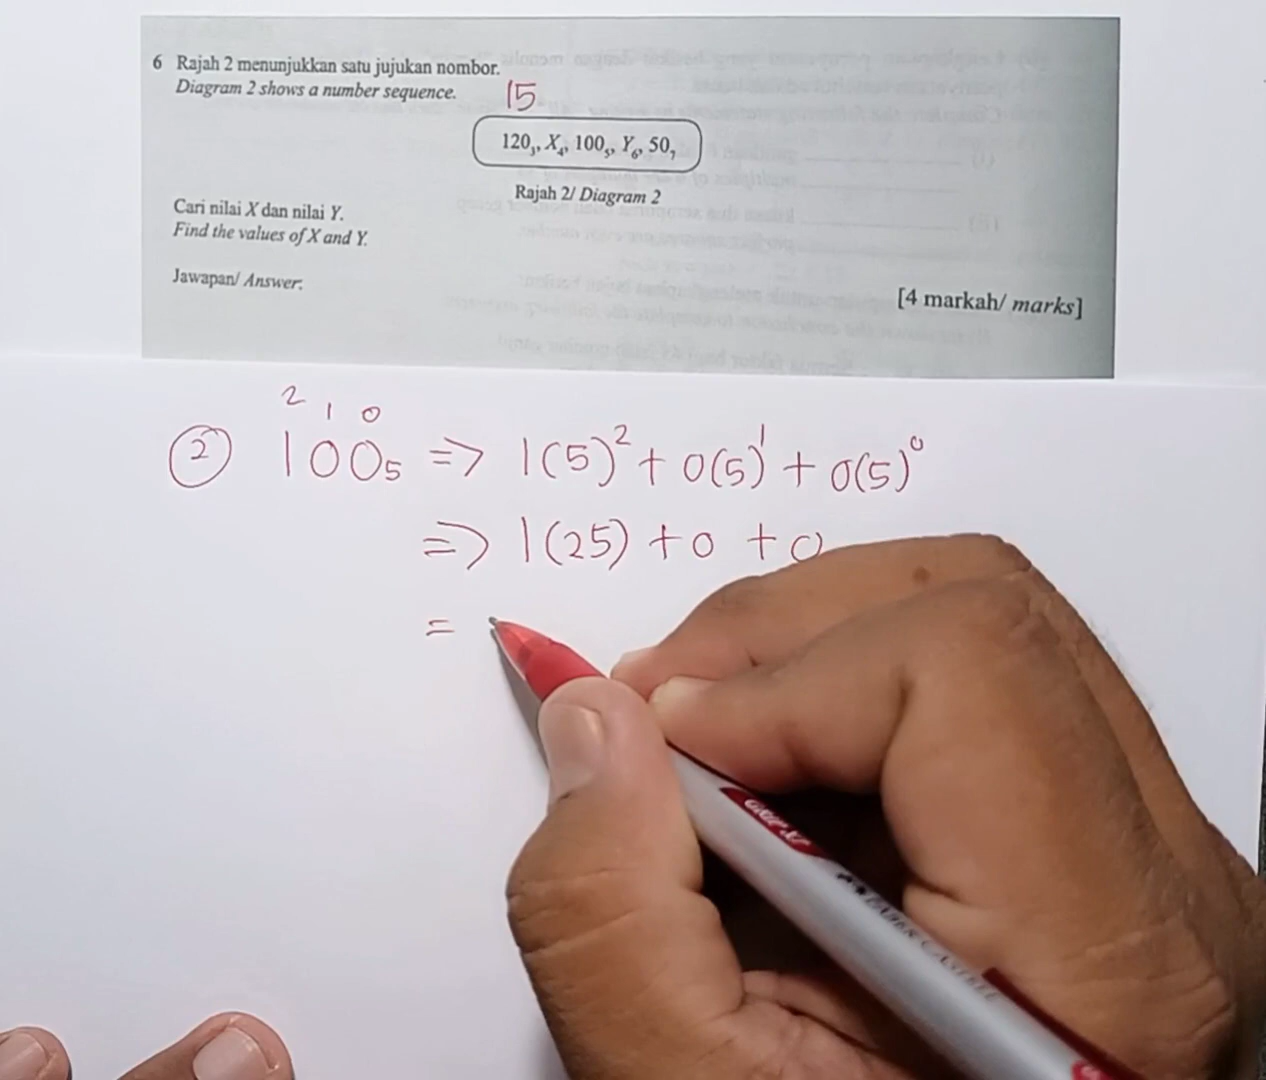 6 Rajah 2 menunjukkan satu jujukan nombor.
Diagram 2 shows a number sequence.
15
120₃, X₄, 100₅, Y₆, 50₇
Rajah 2/ Diagram 2
Cari nilai X dan nilai Y.
Find the values of X and Y.
Jawapan/ Answer:
[4 markah/ marks]
2 1 0
② 100₅ => 1(5)² + 0(5)¹ + 0(5)⁰
=> 1(25) + 0 + 0
=